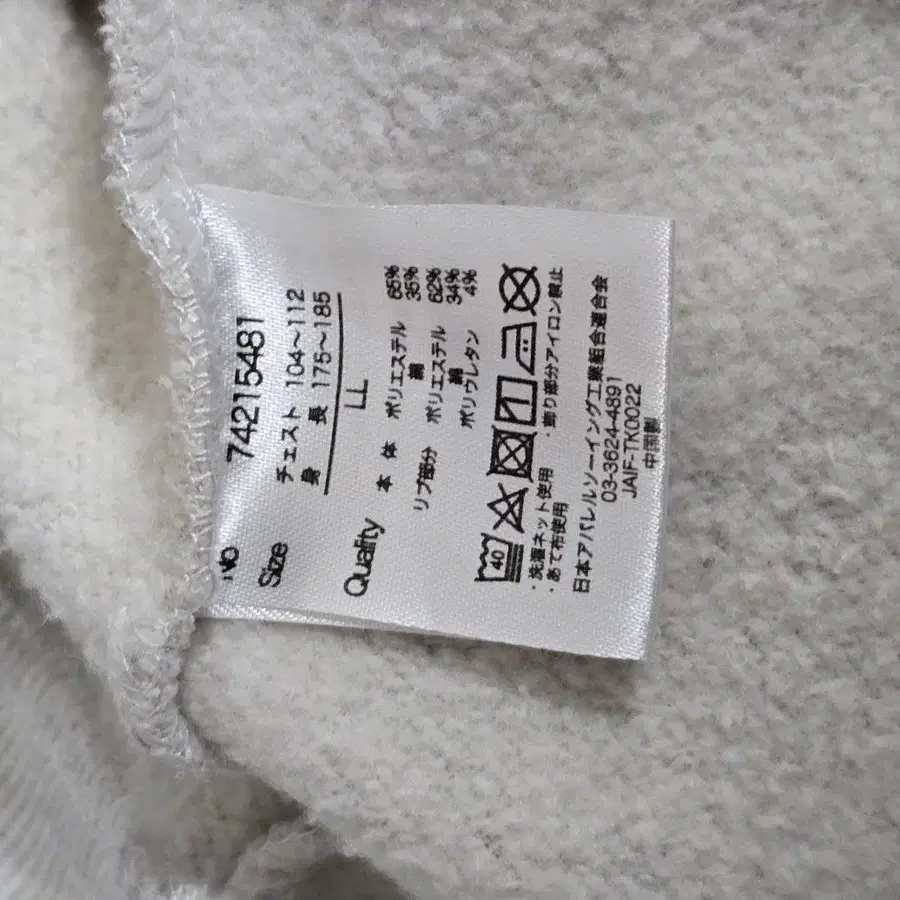 No 74215481
Size チェスト 104～112
身 長 175～185
LL
Quality 本 体 ポリエステル 65%
綿 35%
リブ部分 ポリエステル 62%
綿 34%
ポリウレタン 4%
40
・洗濯ネット使用
・あて布使用 ・飾り部分アイロン禁止
日本アパレルソーイング工業組合連合会
03-3624-4891
JAIF-TK0022
中国製